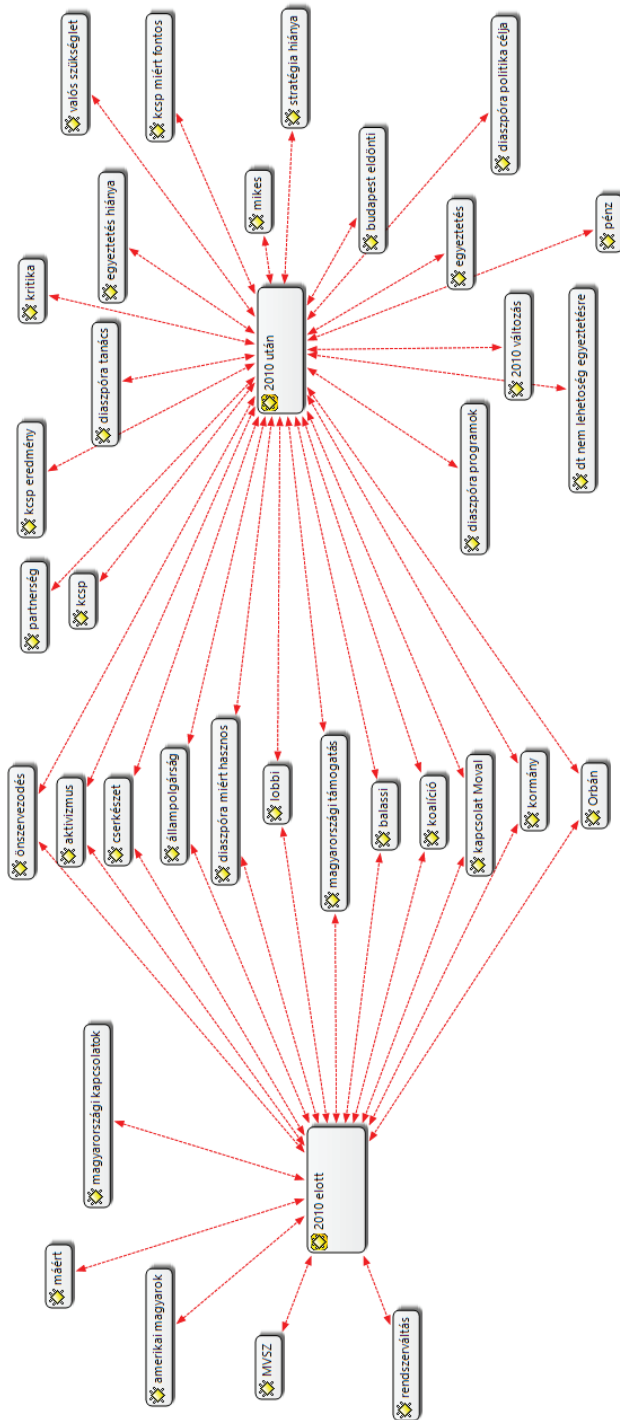 valós szükséglet
kcsp miért fontos
stratégia hiánya
diaszpóra politika célja
mikes
budapest eldönti
egyeztetés hiánya
egyeztetés
pénz
kritika
diaszpóra tanács
2010 után
2010 változás
dt nem lehetoség egyeztetésre
kcsp eredmény
diaszpóra programok
partnerség
kcsp
önszervezodés
aktivizmus
cserkészet
állampolgárság
diaszpóra miért hasznos
lobbi
magyarországi támogatás
balassi
koalíció
kapcsolat Moval
kormány
Orbán
magyarországi kapcsolatok
2010 elott
máért
amerikai magyarok
MVSZ
rendszerváltás